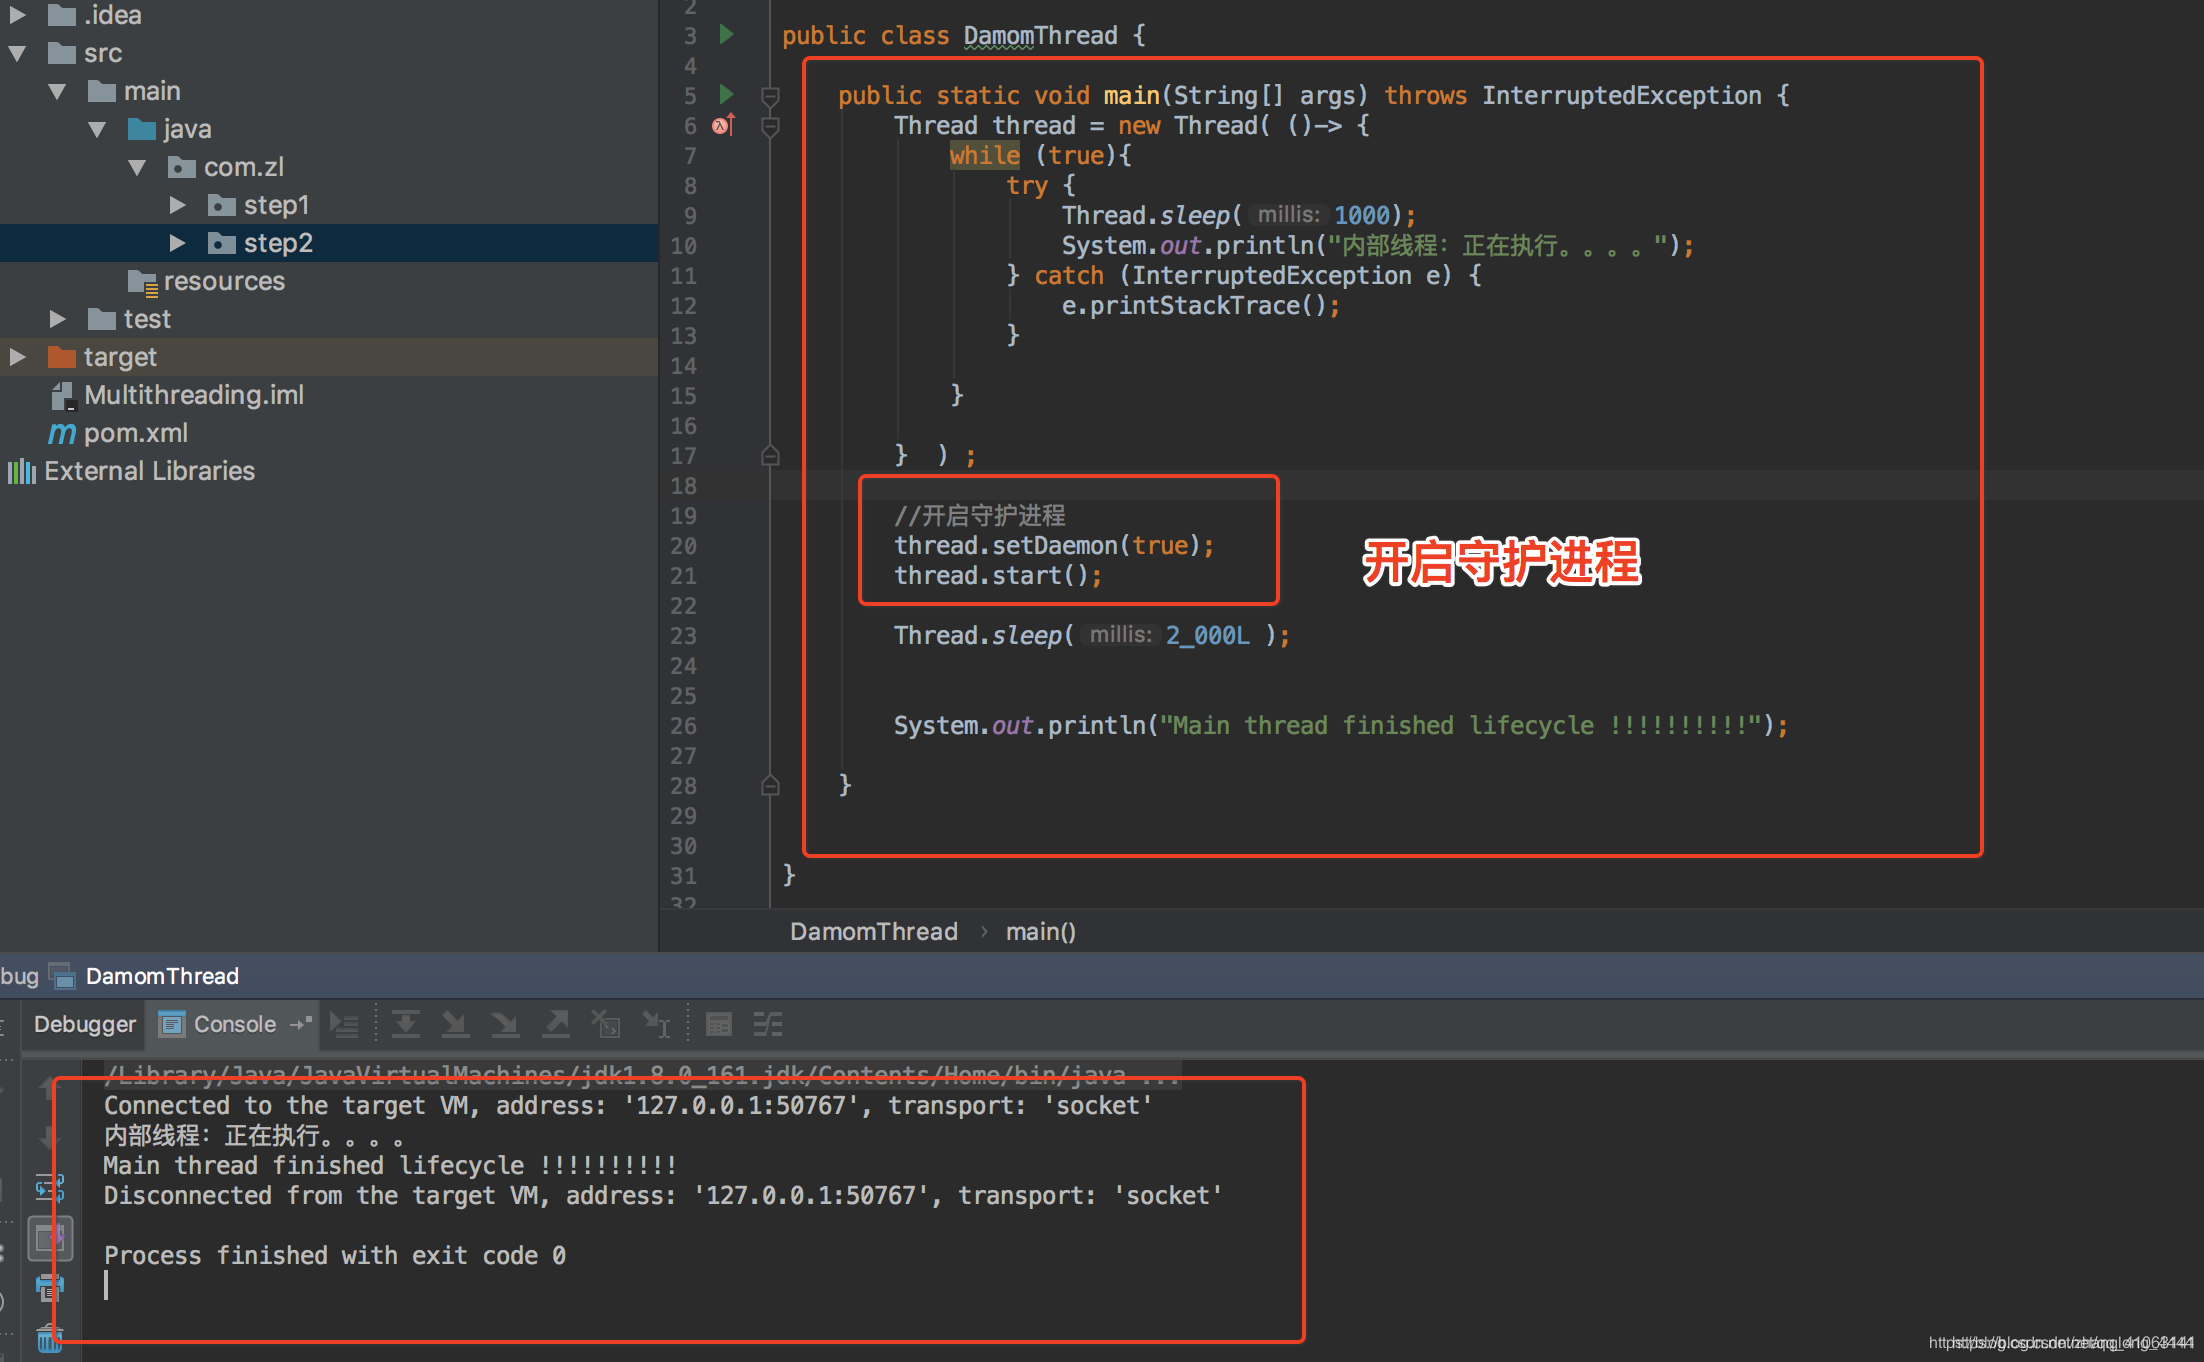 .idea
src
main
java
com.zl
step1
step2
resources
test
target
Multithreading.iml
pom.xml
External Libraries
2
3 public class DamomThread {
4
5 public static void main(String[] args) throws InterruptedException {
6 Thread thread = new Thread( ()-> {
7 while (true){
8 try {
9 Thread.sleep( millis: 1000);
10 System.out.println("内部线程：正在执行。。。。");
11 } catch (InterruptedException e) {
12 e.printStackTrace();
13 }
14
15 }
16
17 } ) ;
18
19 //开启守护进程
20 thread.setDaemon(true);
21 thread.start();
开启守护进程
22
23 Thread.sleep( millis: 2_000L );
24
25
26 System.out.println("Main thread finished lifecycle !!!!!!!!!!");
27
28 }
29
30
31 }
32
DamomThread › main()
bug DamomThread
Debugger Console
/Library/Java/JavaVirtualMachines/jdk1.8.0_161.jdk/Contents/Home/bin/java ...
Connected to the target VM, address: '127.0.0.1:50767', transport: 'socket'
内部线程：正在执行。。。。
Main thread finished lifecycle !!!!!!!!!!
Disconnected from the target VM, address: '127.0.0.1:50767', transport: 'socket'
Process finished with exit code 0